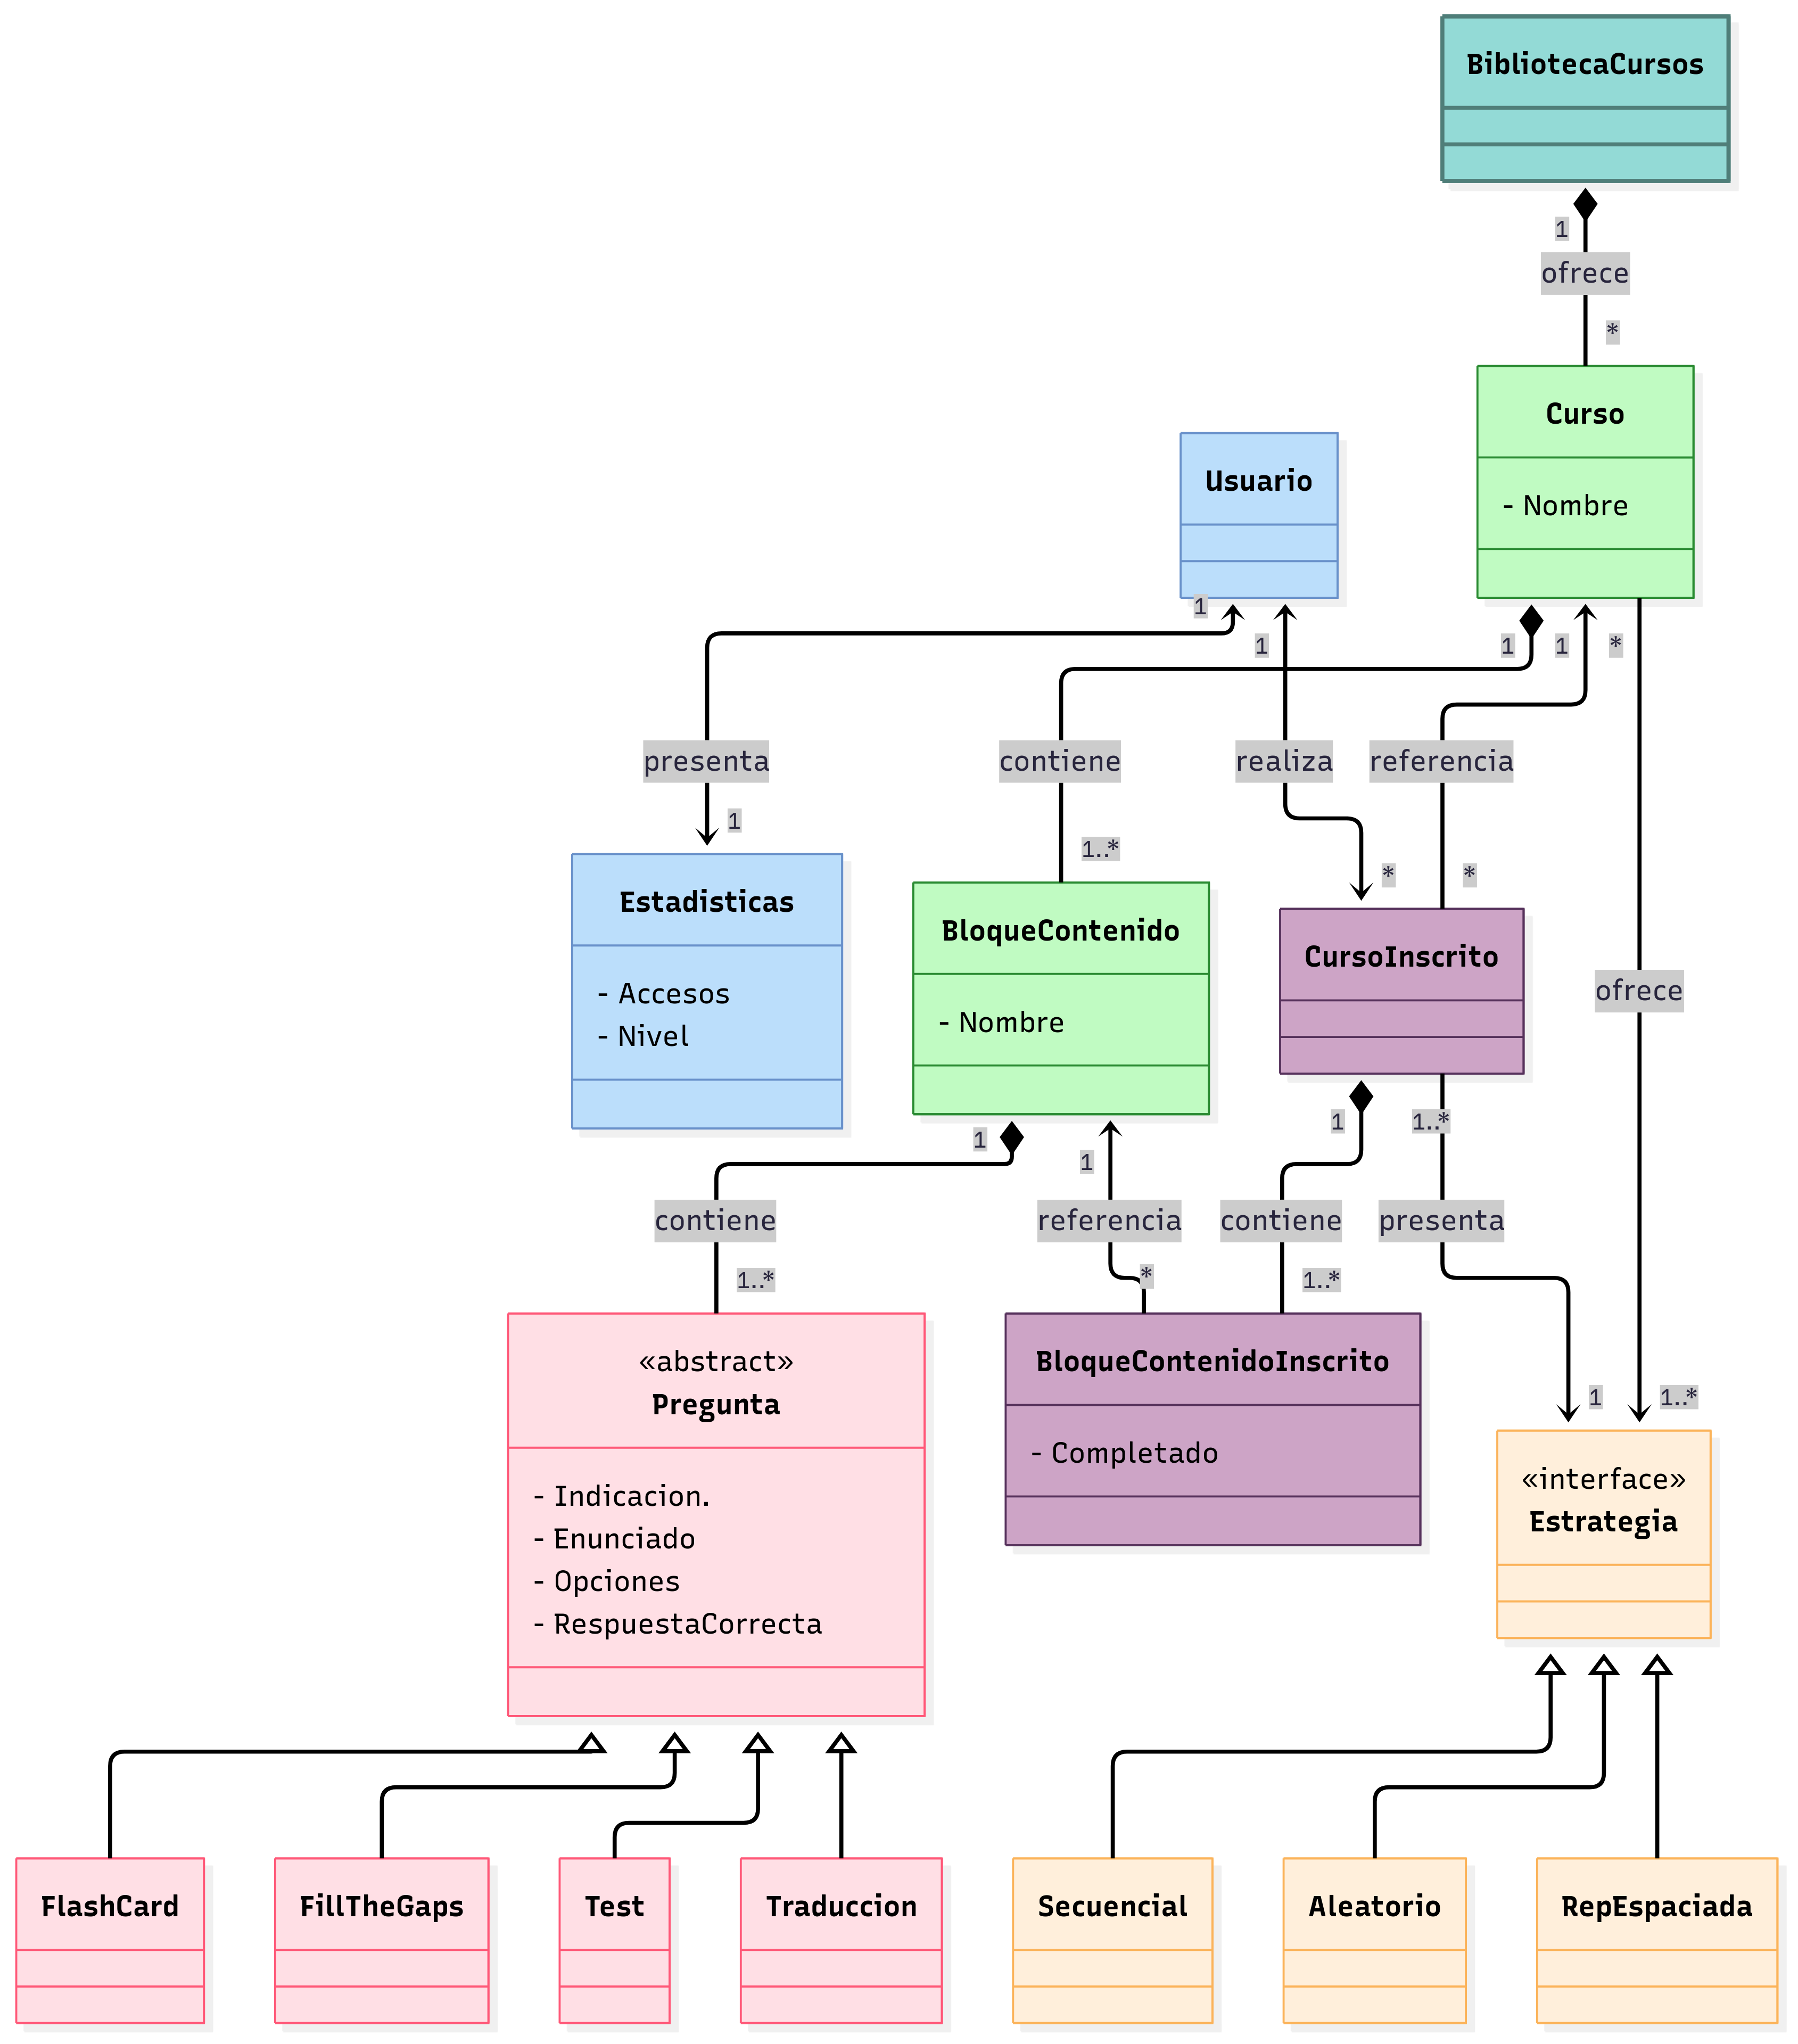 BibliotecaCursos
1
ofrece
*
Curso
- Nombre
Usuario
1
1
1
1
*
presenta
contiene
realiza
referencia
1
1..*
*
*
Estadisticas
- Accesos
- Nivel
BloqueContenido
- Nombre
CursoInscrito
ofrece
1
1
1
1..*
contiene
referencia
contiene
presenta
1..*
*
1..*
1
1..*
«abstract»
Pregunta
- Indicacion.
- Enunciado
- Opciones
- RespuestaCorrecta
BloqueContenidoInscrito
- Completado
«interface»
Estrategia
FlashCard
FillTheGaps
Test
Traduccion
Secuencial
Aleatorio
RepEspaciada